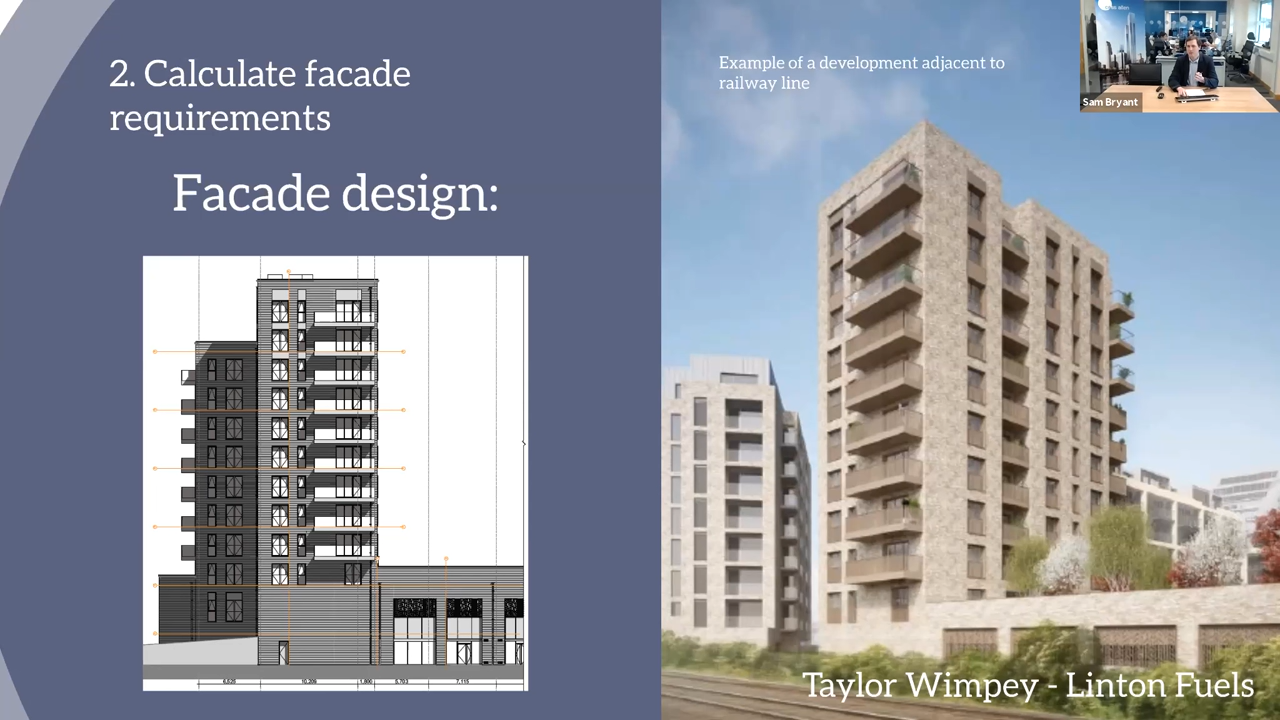 2. Calculate facade
requirements
Facade design:
Example of a development adjacent to
railway line
Sam Bryant
Taylor Wimpey - Linton Fuels